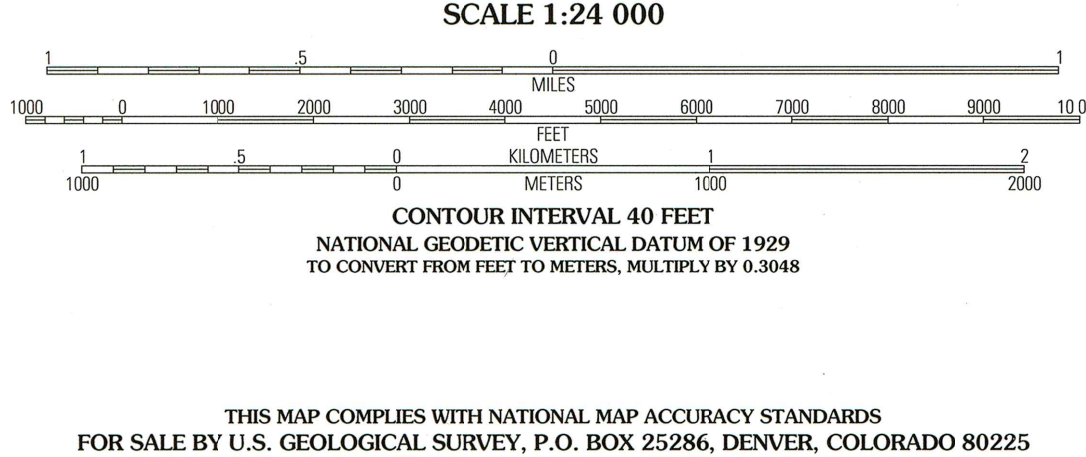 SCALE 1:24 000
1 .5 0 1
MILES
1000 0 1000 2000 3000 4000 5000 6000 7000 8000 9000 10 0
FEET
1 .5 0 KILOMETERS 1 2
1000 0 METERS 1000 2000
CONTOUR INTERVAL 40 FEET
NATIONAL GEODETIC VERTICAL DATUM OF 1929
TO CONVERT FROM FEET TO METERS, MULTIPLY BY 0.3048
THIS MAP COMPLIES WITH NATIONAL MAP ACCURACY STANDARDS
FOR SALE BY U.S. GEOLOGICAL SURVEY, P.O. BOX 25286, DENVER, COLORADO 80225